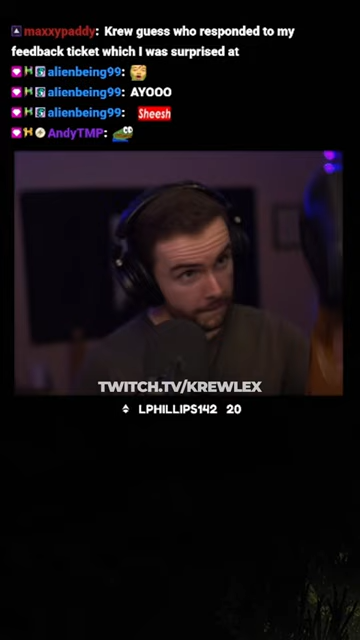 maxxypaddy: Krew guess who responded to my
feedback ticket which I was surprised at
alienbeing99:
alienbeing99: AYOOO
alienbeing99: Sheesh
AndyTMP:
TWITCH.TV/KREWLEX
LPHILLIPS142 20